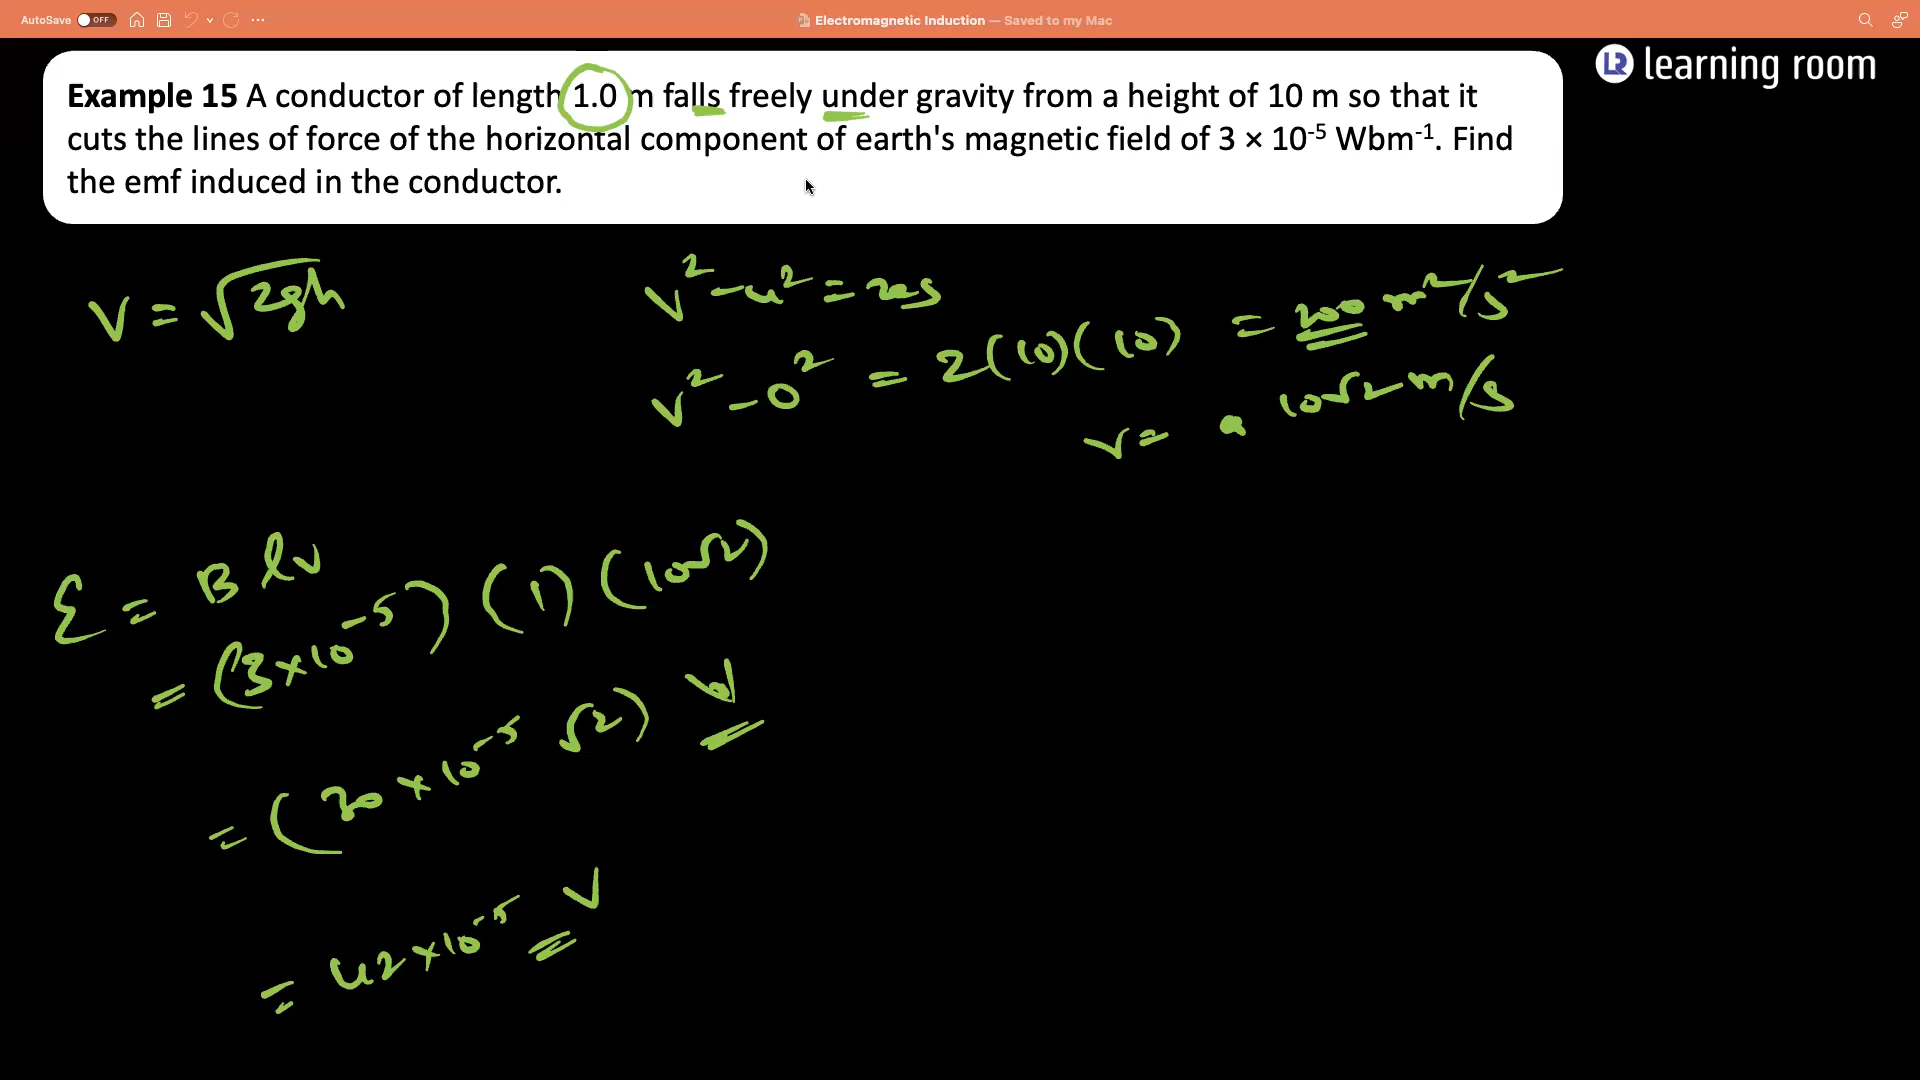 AutoSave OFF
Electromagnetic Induction — Saved to my Mac
LR learning room
Example 15 A conductor of length 1.0 m falls freely under gravity from a height of 10 m so that it
cuts the lines of force of the horizontal component of earth's magnetic field of 3 × 10⁻⁵ Wbm⁻¹. Find
the emf induced in the conductor.
V = √2gh
v² - u² = 2as
v² - 0² = 2(10)(10) = 200 m²/s²
v = 10√2 m/s
ε = Blv
= (3×10⁻⁵)(1)(10√2)
= (30×10⁻⁵ √2) V
= 42×10⁻⁵ V